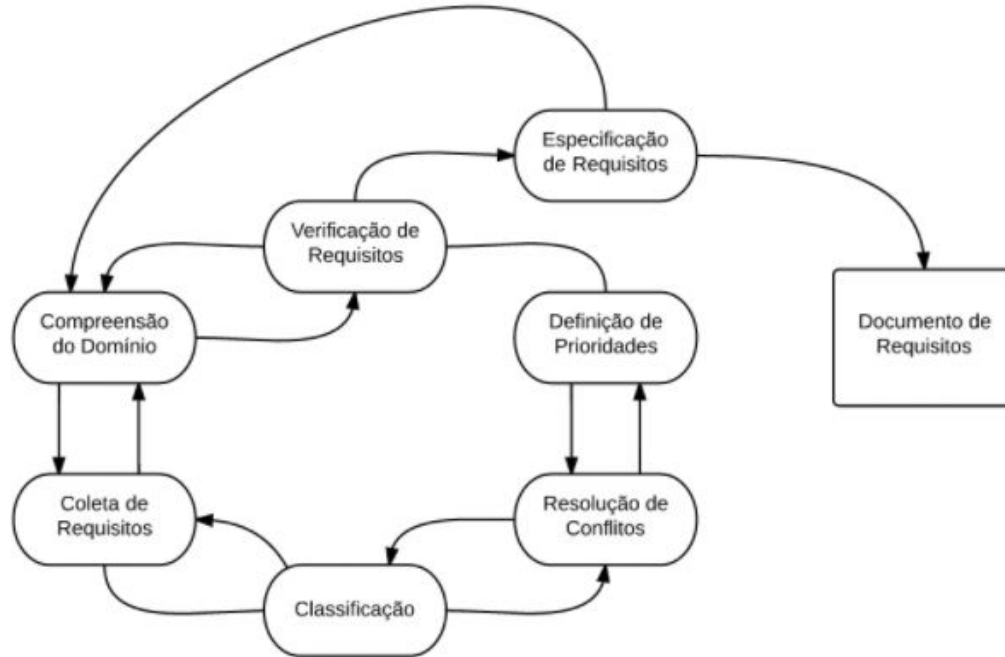 Especificação
de Requisitos
Verificação de
Requisitos
Compreensão
do Domínio
Definição de
Prioridades
Documento de
Requisitos
Coleta de
Requisitos
Resolução de
Conflitos
Classificação